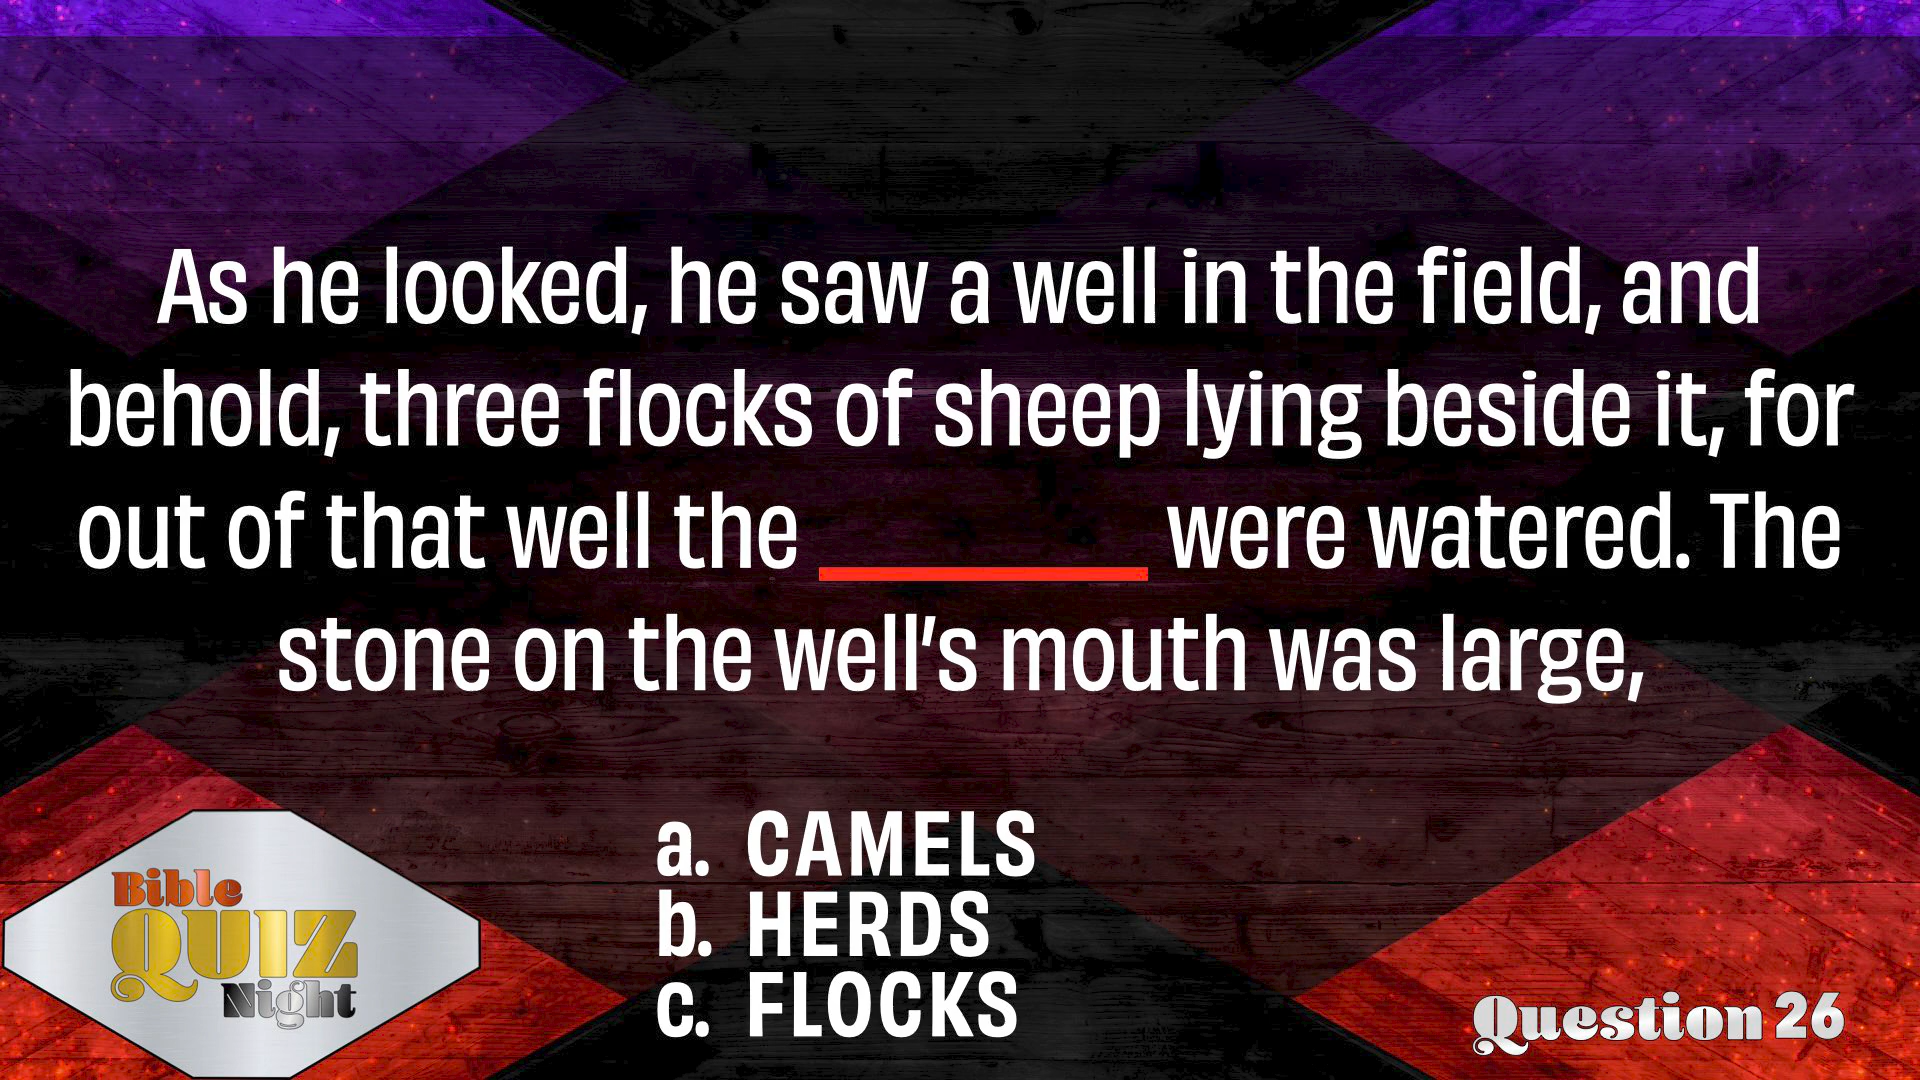 As he looked, he saw a well in the field, and
behold, three flocks of sheep lying beside it, for
out of that well the ________ were watered. The
stone on the well's mouth was large,
a. CAMELS
b. HERDS
c. FLOCKS
Bible
QUIZ
Night
Question 26